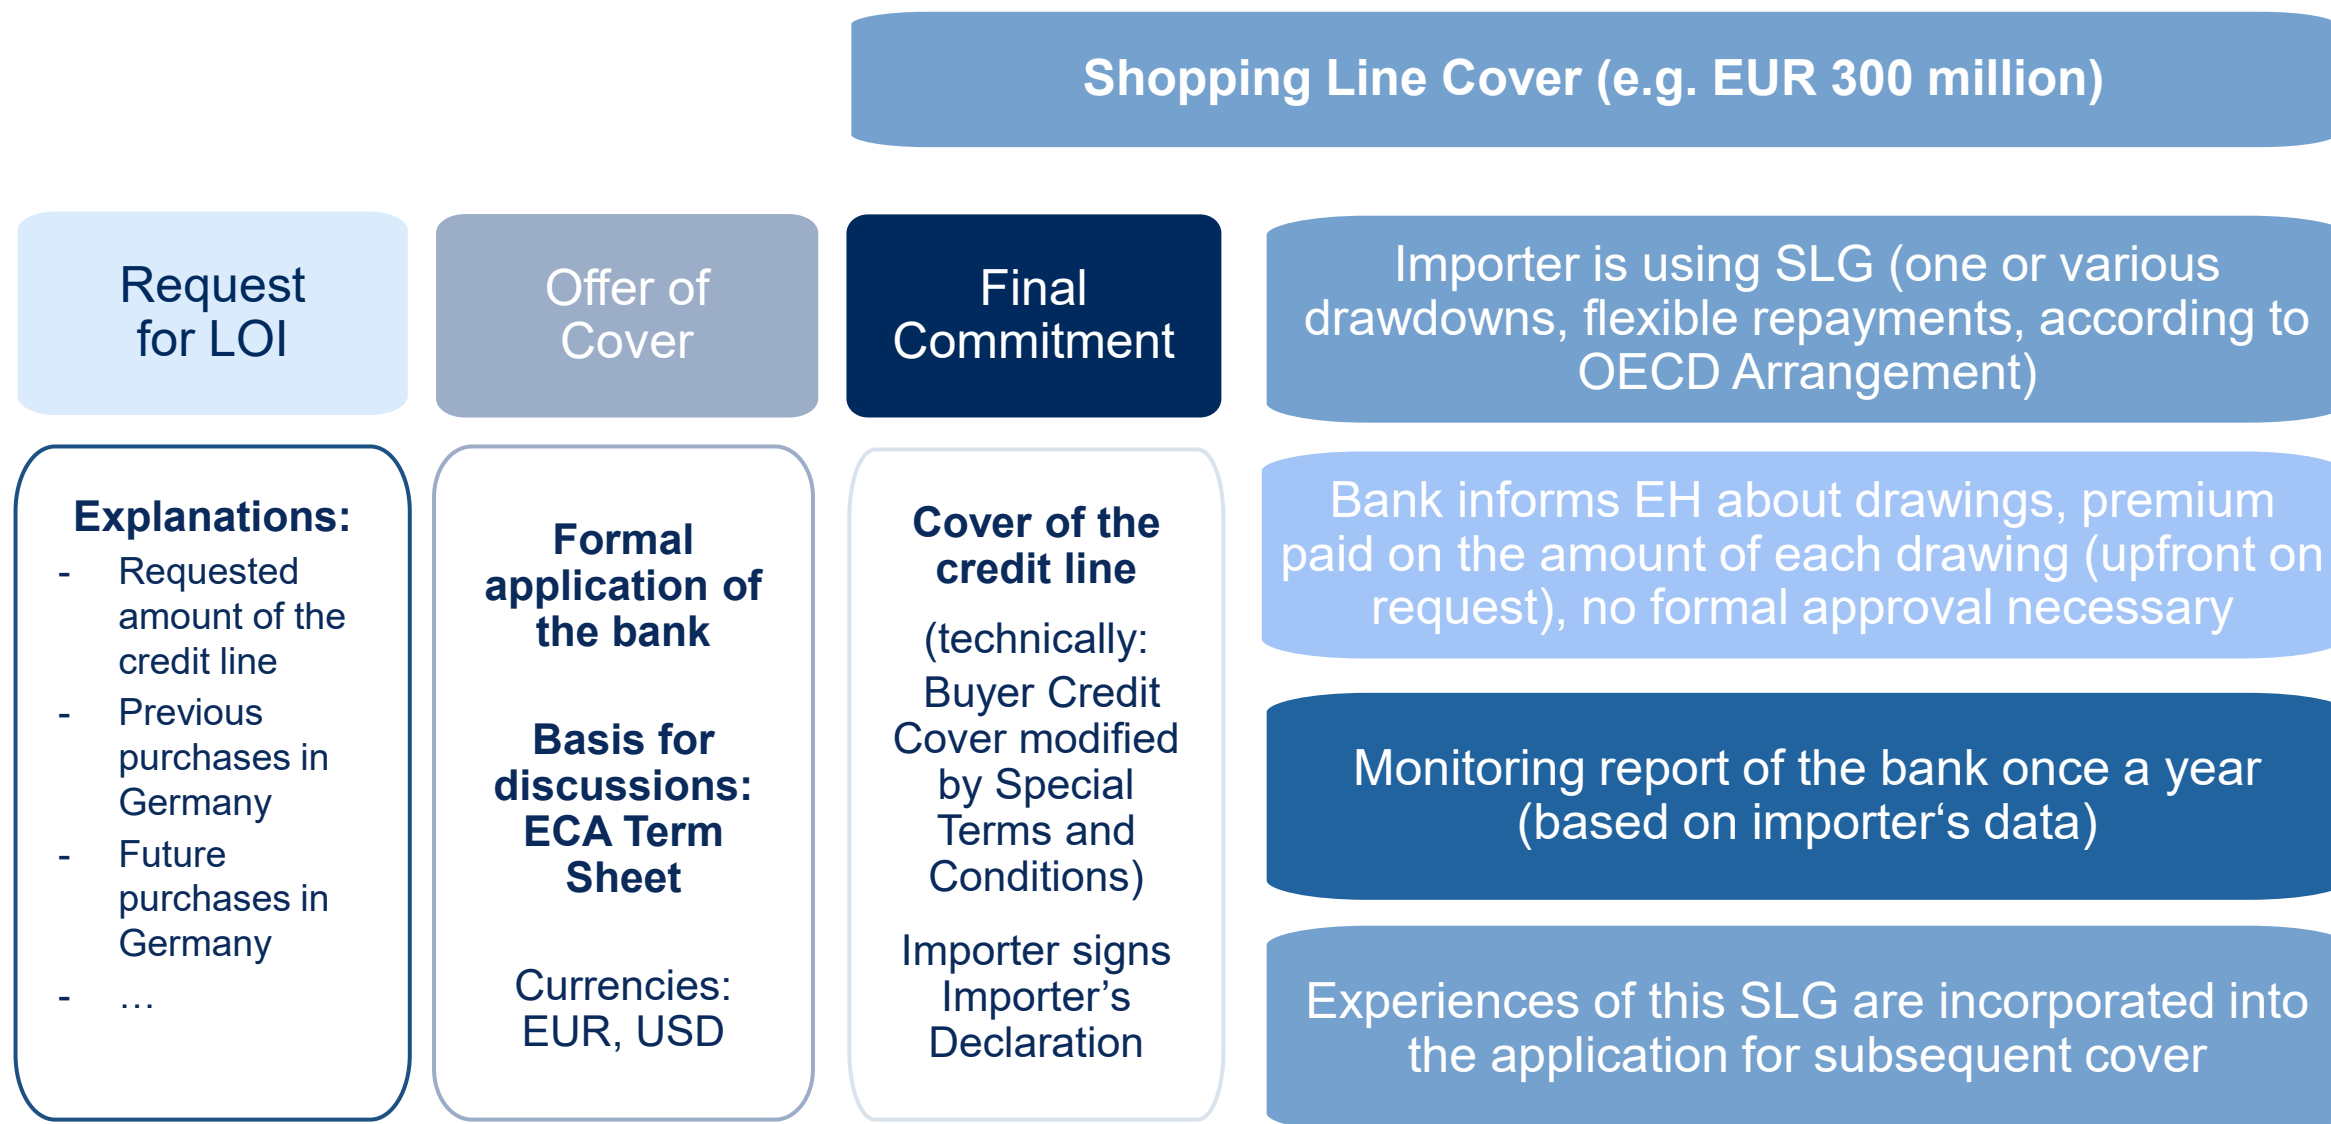 Shopping Line Cover (e.g. EUR 300 million)
Request
for LOI
Offer of
Cover
Final
Commitment
Importer is using SLG (one or various
drawdowns, flexible repayments, according to
OECD Arrangement)
Explanations:
- Requested
amount of the
credit line
- Previous
purchases in
Germany
- Future
purchases in
Germany
- …
Formal
application of
the bank
Basis for
discussions:
ECA Term
Sheet
Currencies:
EUR, USD
Cover of the
credit line
(technically:
Buyer Credit
Cover modified
by Special
Terms and
Conditions)
Importer signs
Importer’s
Declaration
Bank informs EH about drawings, premium
paid on the amount of each drawing (upfront on
request), no formal approval necessary
Monitoring report of the bank once a year
(based on importer‘s data)
Experiences of this SLG are incorporated into
the application for subsequent cover